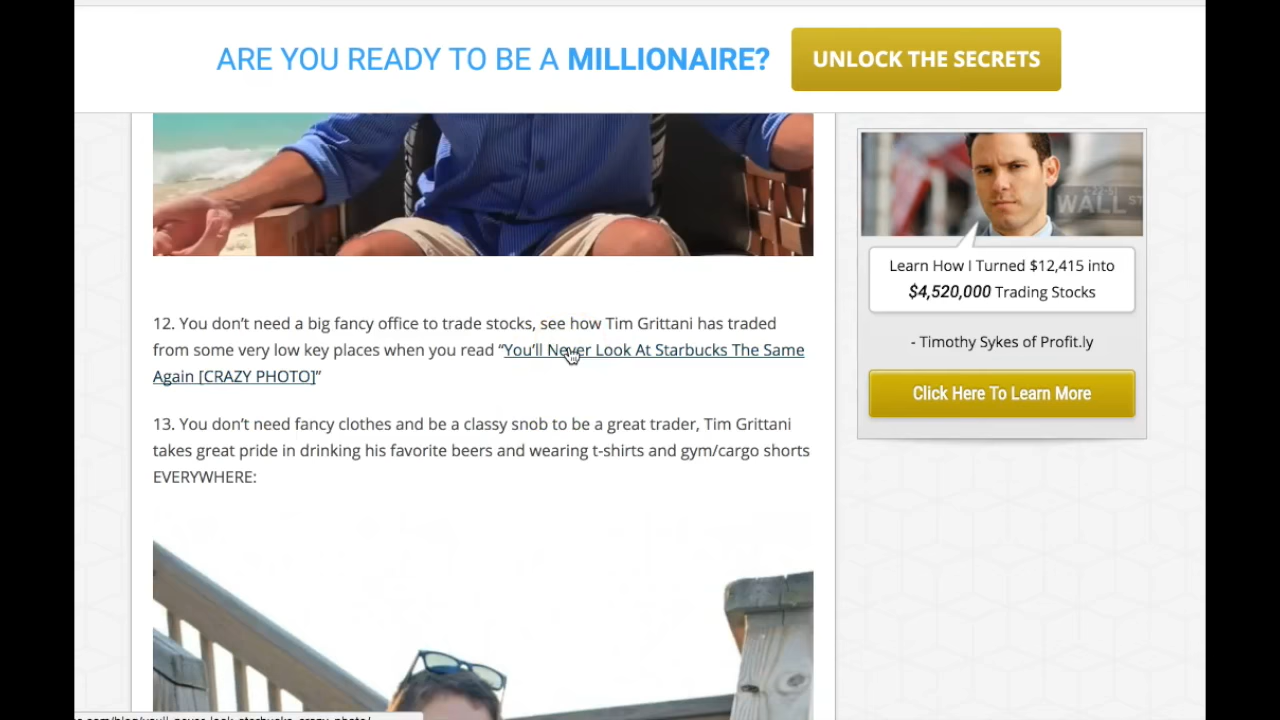 ARE YOU READY TO BE A MILLIONAIRE?
UNLOCK THE SECRETS
WALL ST
Learn How I Turned $12,415 into
$4,520,000 Trading Stocks
- Timothy Sykes of Profit.ly
Click Here To Learn More
12. You don’t need a big fancy office to trade stocks, see how Tim Grittani has traded
from some very low key places when you read “You’ll Never Look At Starbucks The Same
Again [CRAZY PHOTO]”
13. You don’t need fancy clothes and be a classy snob to be a great trader, Tim Grittani
takes great pride in drinking his favorite beers and wearing t-shirts and gym/cargo shorts
EVERYWHERE: